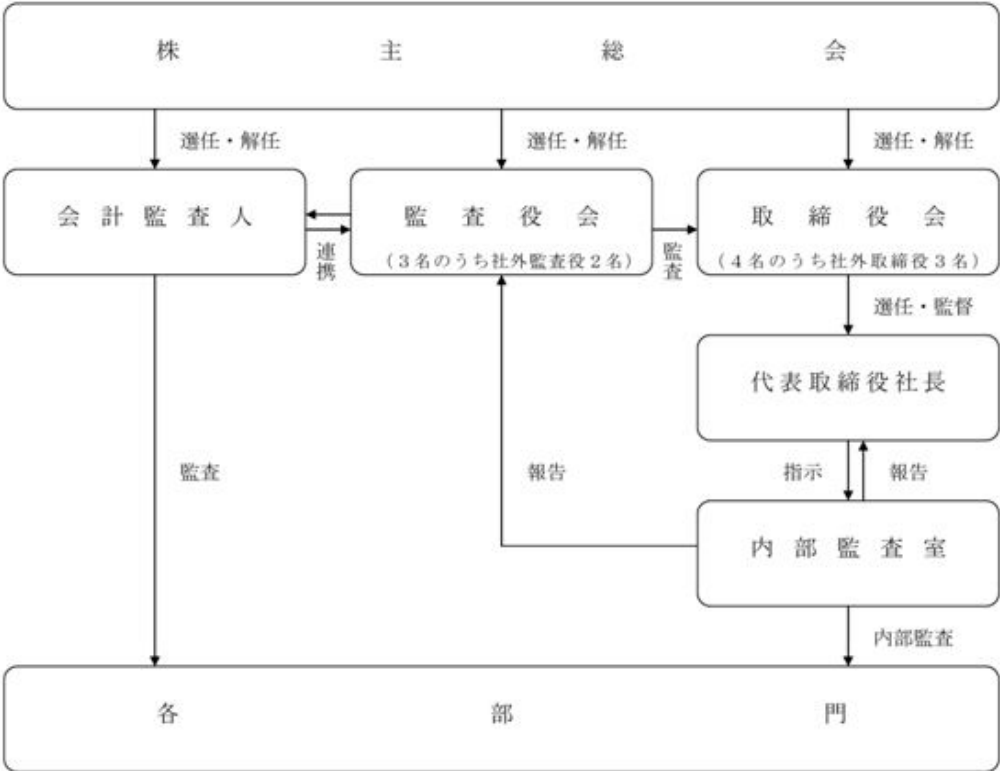 株主総会
選任・解任
選任・解任
選任・解任
会計監査人
連携
監査役会
(3名のうち社外監査役2名)
監査
取締役会
(4名のうち社外取締役3名)
選任・監督
代表取締役社長
監査
報告
指示
報告
内部監査室
内部監査
各部門